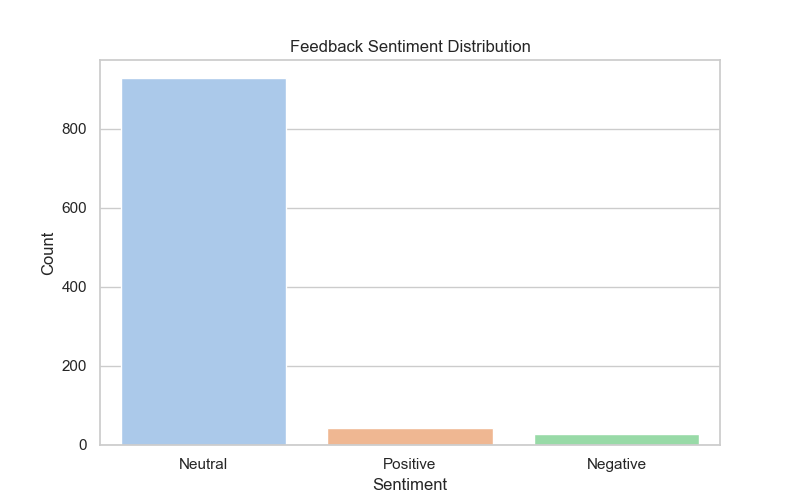 Feedback Sentiment Distribution
800
600
400
200
0
Count
Neutral
Positive
Negative
Sentiment